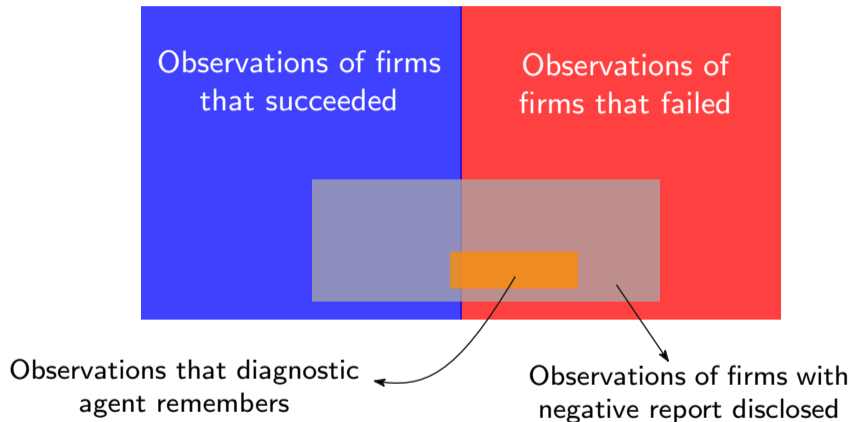 Observations of firms
that succeeded
Observations of
firms that failed
Observations that diagnostic
agent remembers
Observations of firms with
negative report disclosed